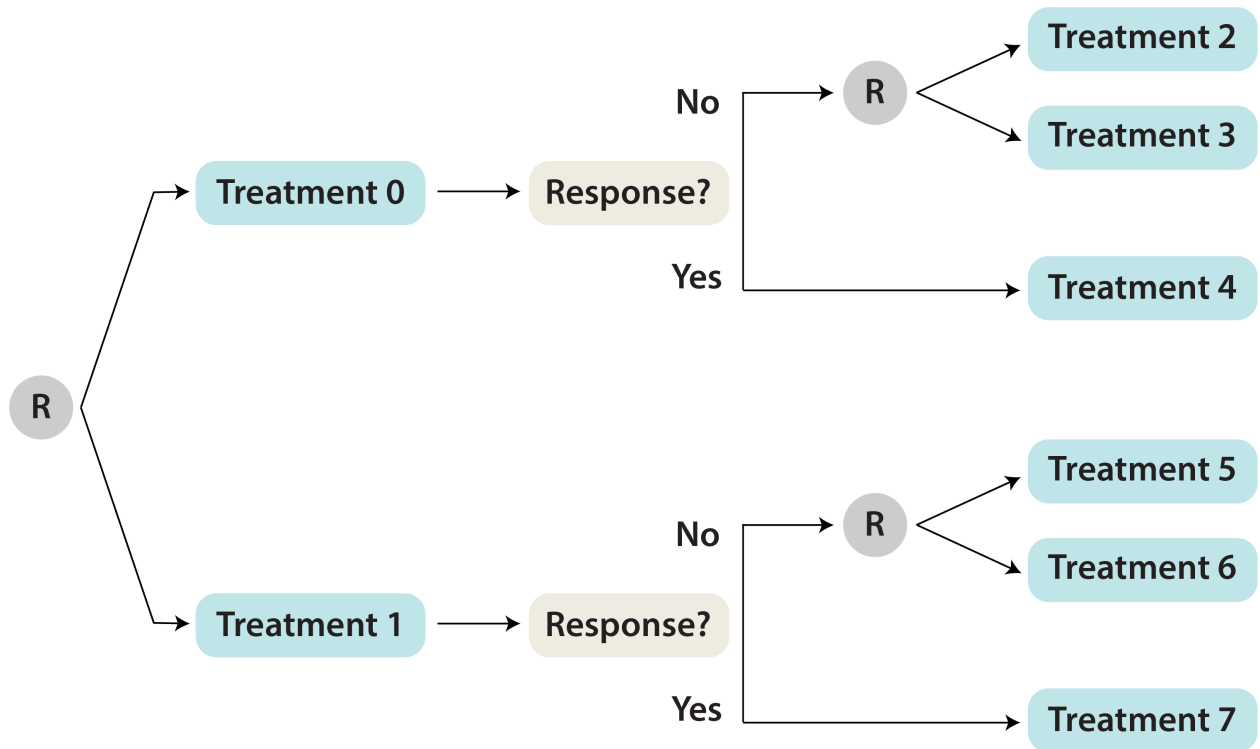 Treatment 2
No
R
Treatment 3
Treatment 0
Response?
Yes
Treatment 4
R
Treatment 5
No
R
Treatment 6
Treatment 1
Response?
Yes
Treatment 7